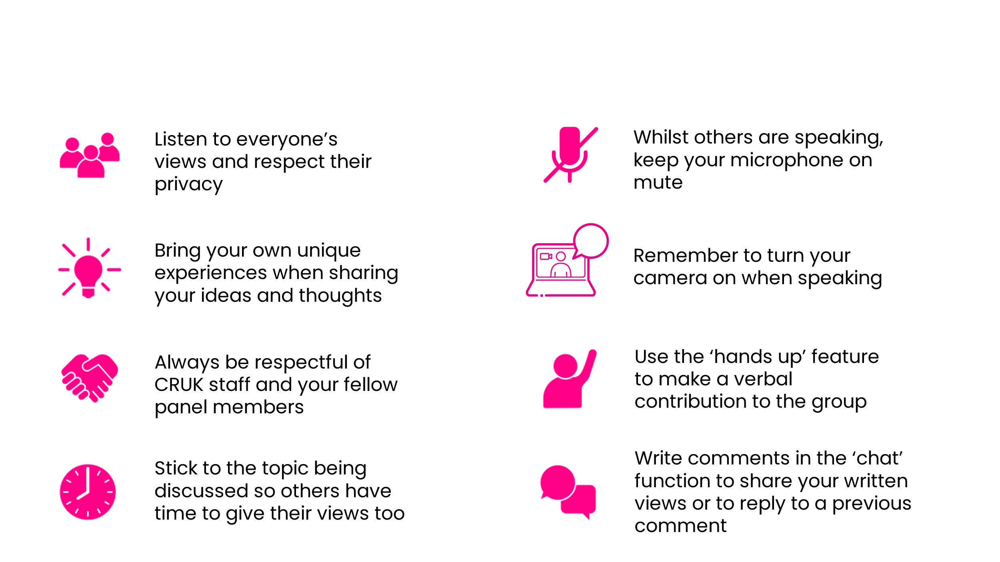 Listen to everyone’s
views and respect their
privacy
Bring your own unique
experiences when sharing
your ideas and thoughts
Always be respectful of
CRUK staff and your fellow
panel members
Stick to the topic being
discussed so others have
time to give their views too
Whilst others are speaking,
keep your microphone on
mute
Remember to turn your
camera on when speaking
Use the ‘hands up’ feature
to make a verbal
contribution to the group
Write comments in the ‘chat’
function to share your written
views or to reply to a previous
comment